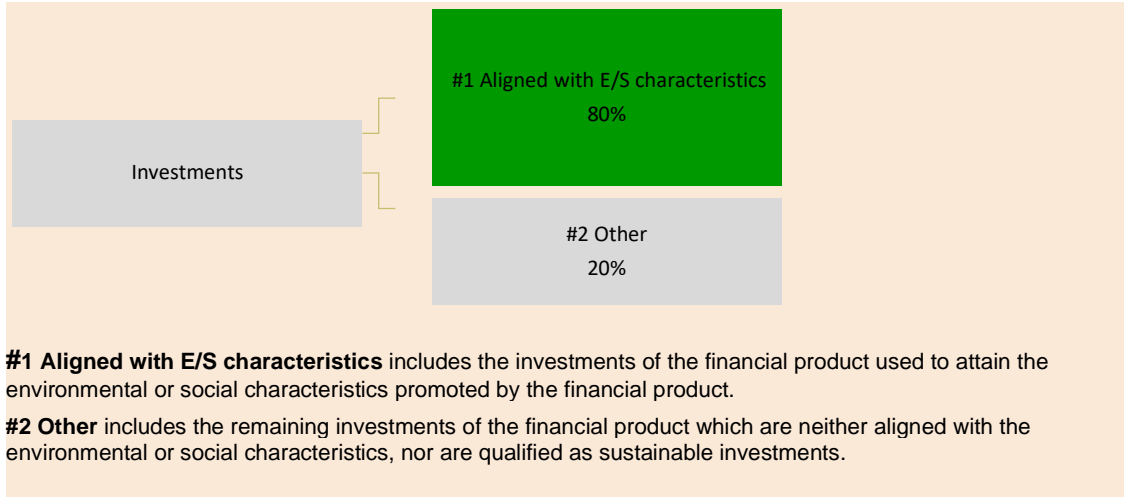 #1 Aligned with E/S characteristics
80%
Investments
#2 Other
20%
#1 Aligned with E/S characteristics includes the investments of the financial product used to attain the
environmental or social characteristics promoted by the financial product.
#2 Other includes the remaining investments of the financial product which are neither aligned with the
environmental or social characteristics, nor are qualified as sustainable investments.